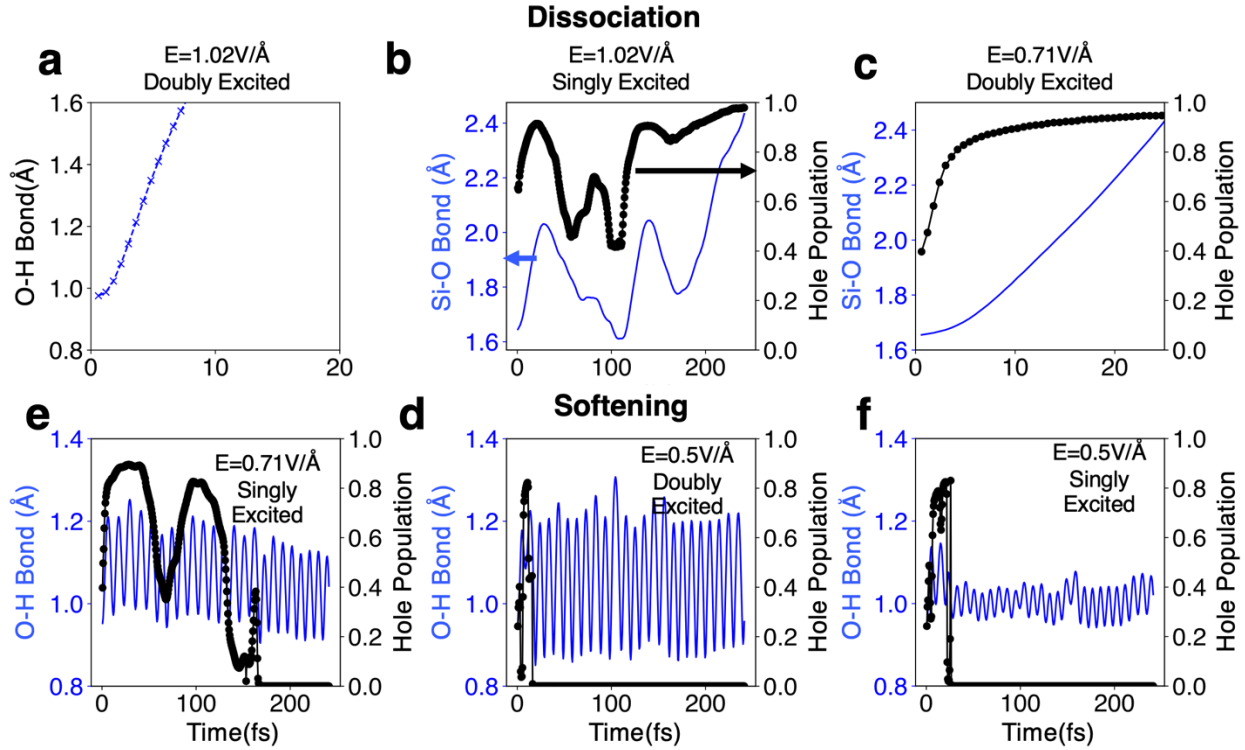 Dissociation
a
E=1.02V/Å
Doubly Excited
O-H Bond(Å)
1.6
1.4
1.2
1.0
0.8
0
10
20
b
E=1.02V/Å
Singly Excited
Si-O Bond (Å)
2.4
2.2
2.0
1.8
1.6
0
100
200
1.0
0.8
0.6
0.4
0.2
0.0
Hole Population
c
E=0.71V/Å
Doubly Excited
Si-O Bond (Å)
2.4
2.2
2.0
1.8
1.6
0
10
20
1.0
0.8
0.6
0.4
0.2
0.0
Hole Population
Softening
e
E=0.71V/Å
Singly
Excited
O-H Bond (Å)
1.4
1.2
1.0
0.8
0
100
200
Time(fs)
1.0
0.8
0.6
0.4
0.2
0.0
Hole Population
d
E=0.5V/Å
Doubly
Excited
O-H Bond (Å)
1.4
1.2
1.0
0.8
0
100
200
Time(fs)
1.0
0.8
0.6
0.4
0.2
0.0
Hole Population
f
E=0.5V/Å
Singly
Excited
O-H Bond (Å)
1.4
1.2
1.0
0.8
0
100
200
Time(fs)
1.0
0.8
0.6
0.4
0.2
0.0
Hole Population